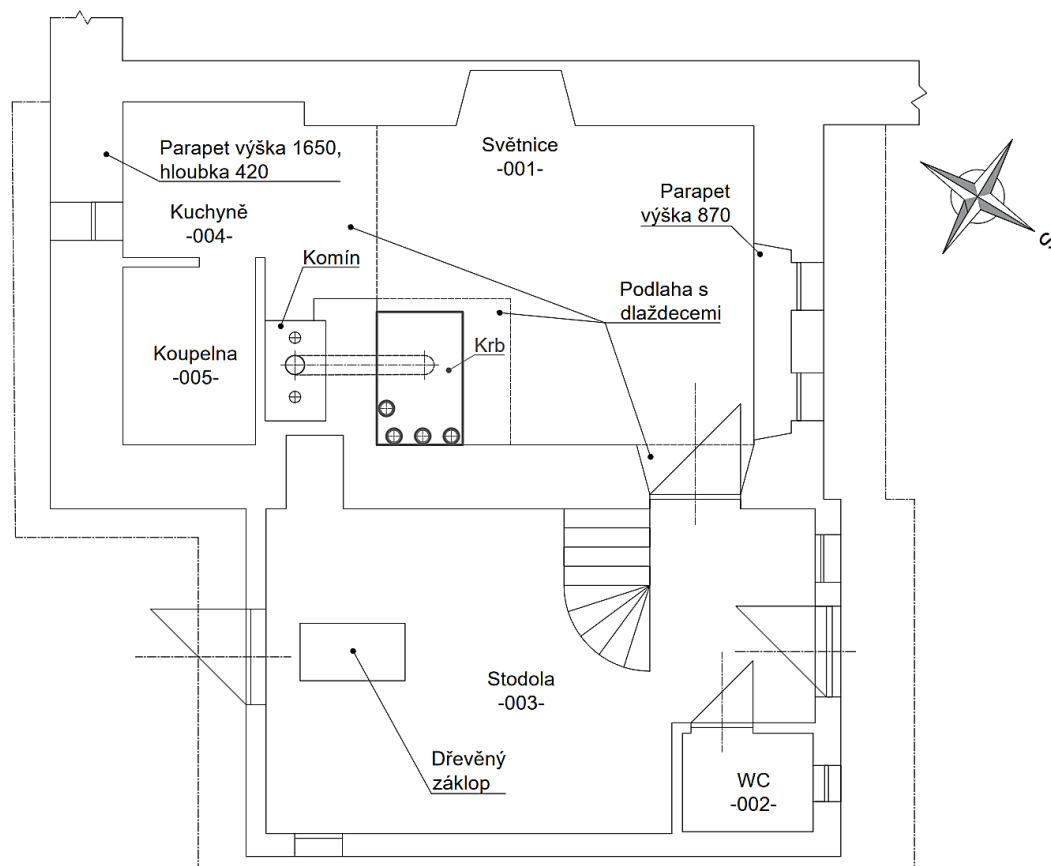 Světnice
-001-
Parapet výška 1650,
hloubka 420
Parapet
výška 870
Kuchyně
-004-
S
Komín
Podlaha s
dlaždecemi
Koupelna
-005-
Krb
Stodola
-003-
Dřevěný
záklop
WC
-002-